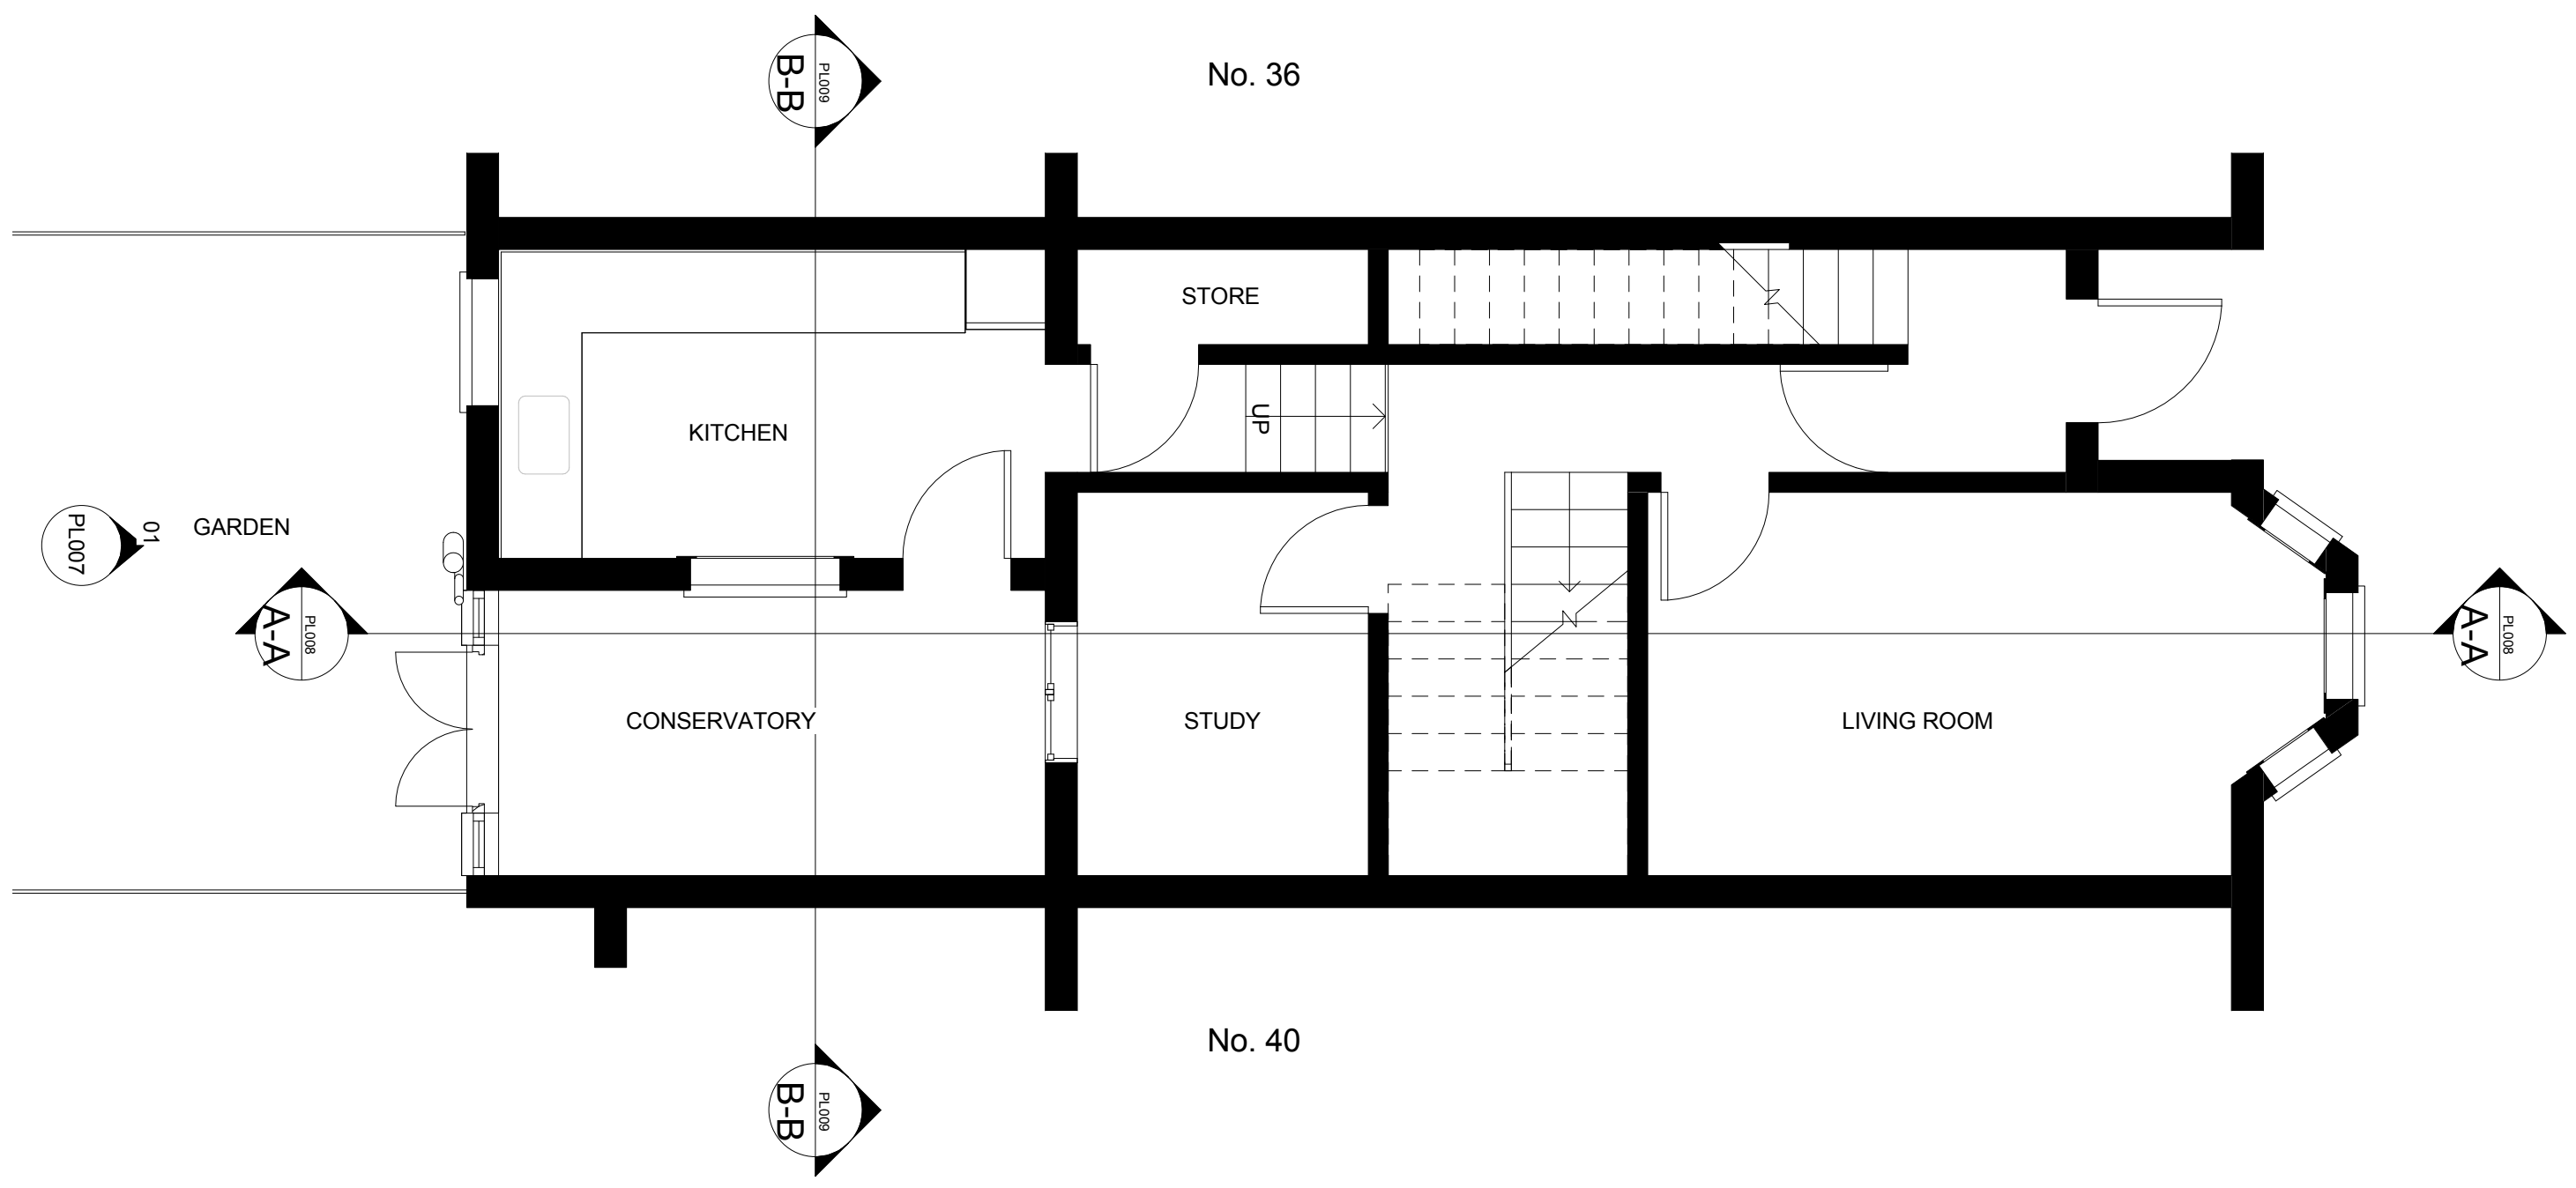 B-B
PL009
No. 36
STORE
KITCHEN
UP
GARDEN
01
PL007
A-A
PL008
A-A
PL008
CONSERVATORY
STUDY
LIVING ROOM
No. 40
B-B
PL009